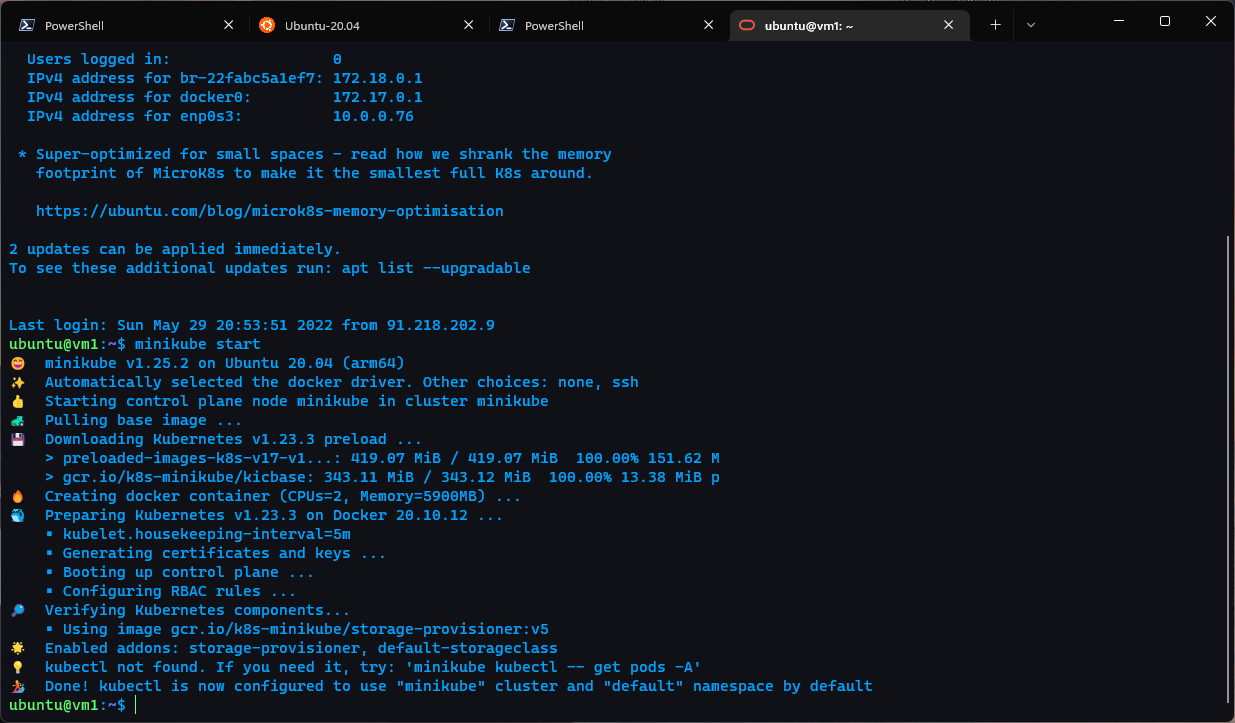 PowerShell
Ubuntu-20.04
PowerShell
ubuntu@vm1: ~
Users logged in: 0
IPv4 address for br-22fabc5a1ef7: 172.18.0.1
IPv4 address for docker0: 172.17.0.1
IPv4 address for enp0s3: 10.0.0.76
* Super-optimized for small spaces - read how we shrank the memory
footprint of MicroK8s to make it the smallest full K8s around.
https://ubuntu.com/blog/microk8s-memory-optimisation
2 updates can be applied immediately.
To see these additional updates run: apt list --upgradable
Last login: Sun May 29 20:53:51 2022 from 91.218.202.9
ubuntu@vm1:~$ minikube start
minikube v1.25.2 on Ubuntu 20.04 (arm64)
Automatically selected the docker driver. Other choices: none, ssh
Starting control plane node minikube in cluster minikube
Pulling base image ...
Downloading Kubernetes v1.23.3 preload ...
> preloaded-images-k8s-v17-v1...: 419.07 MiB / 419.07 MiB 100.00% 151.62 M
> gcr.io/k8s-minikube/kicbase: 343.11 MiB / 343.12 MiB 100.00% 13.38 MiB p
Creating docker container (CPUs=2, Memory=5900MB) ...
Preparing Kubernetes v1.23.3 on Docker 20.10.12 ...
▪ kubelet.housekeeping-interval=5m
▪ Generating certificates and keys ...
▪ Booting up control plane ...
▪ Configuring RBAC rules ...
Verifying Kubernetes components...
▪ Using image gcr.io/k8s-minikube/storage-provisioner:v5
Enabled addons: storage-provisioner, default-storageclass
kubectl not found. If you need it, try: 'minikube kubectl -- get pods -A'
Done! kubectl is now configured to use "minikube" cluster and "default" namespace by default
ubuntu@vm1:~$